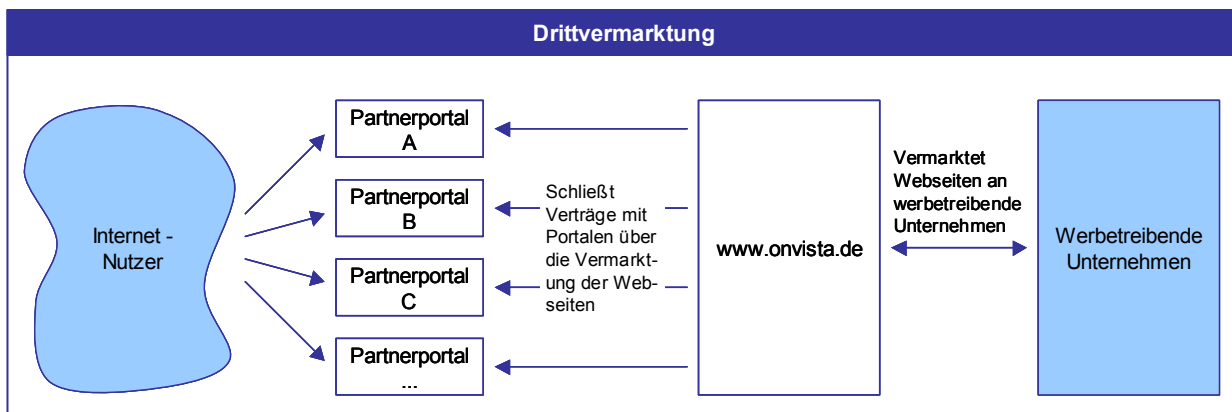 Drittvermarktung
Internet -
Nutzer
Partnerportal
A
Partnerportal
B
Partnerportal
C
Partnerportal
...
Schließt
Verträge mit
Portalen über
die Vermarkt-
ung der Web-
seiten
www.onvista.de
Vermarktet
Webseiten an
werbetreibende
Unternehmen
Werbetreibende
Unternehmen